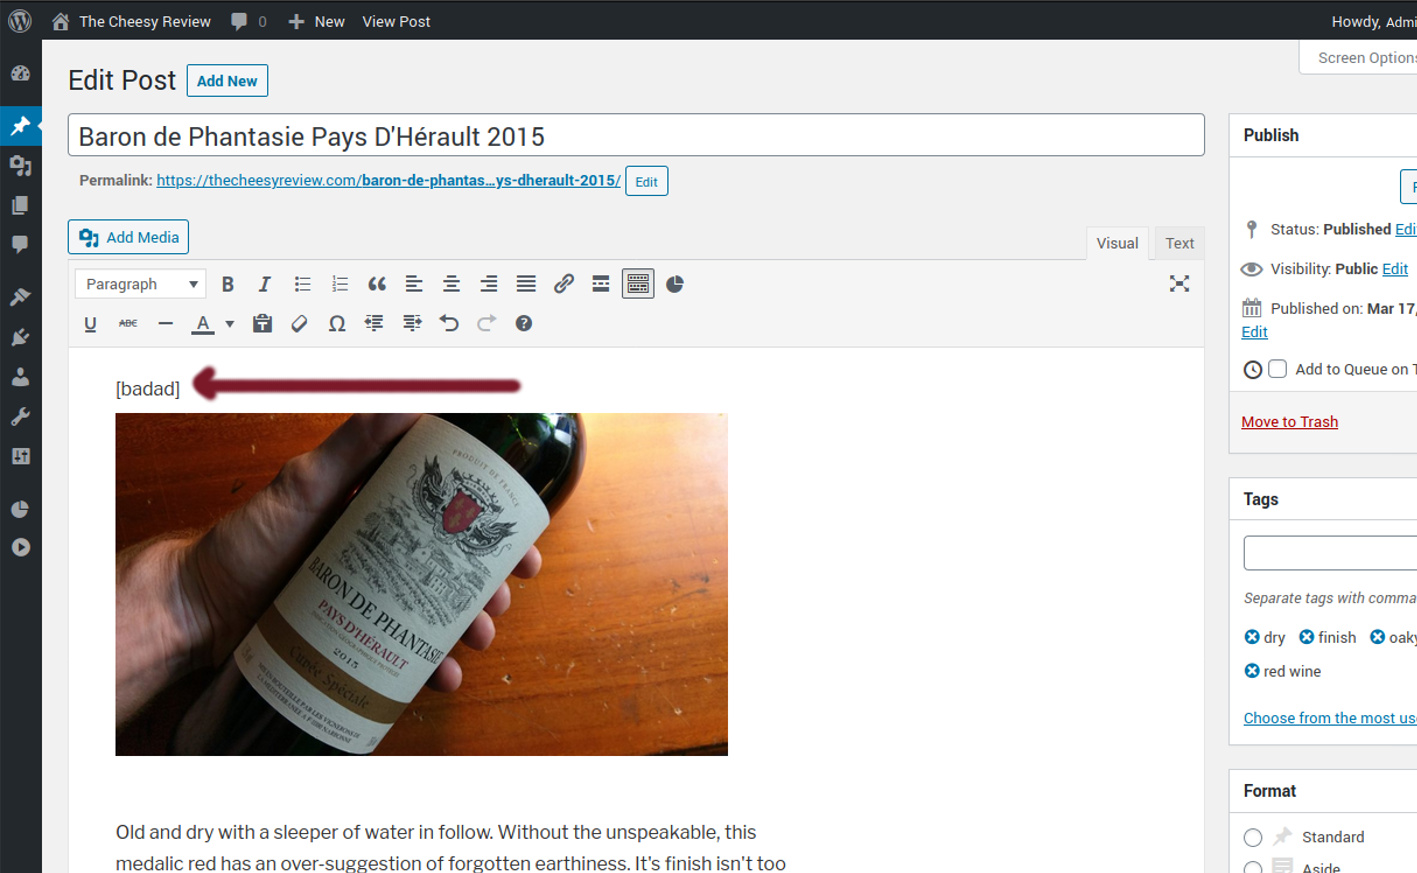 The Cheesy Review 0 New View Post Howdy, Admi
Screen Options
Edit Post Add New
Baron de Phantasie Pays D'Hérault 2015
Permalink: https://thecheesyreview.com/baron-de-phantas…ys-dherault-2015/ Edit
Add Media
Visual Text
Paragraph B I
U ABC A Ω
[badad]
PRODUIT DE FRANCE
BARON DE PHANTASIE
PAYS D'HÉRAULT
2015
Cuvée Spéciale
Old and dry with a sleeper of water in follow. Without the unspeakable, this
medalic red has an over-suggestion of forgotten earthiness. It's finish isn't too
Publish
Status: Published Edi
Visibility: Public Edit
Published on: Mar 17,
Edit
Add to Queue on T
Move to Trash
Tags
Separate tags with comma
dry finish oaky
red wine
Choose from the most us
Format
Standard
Aside